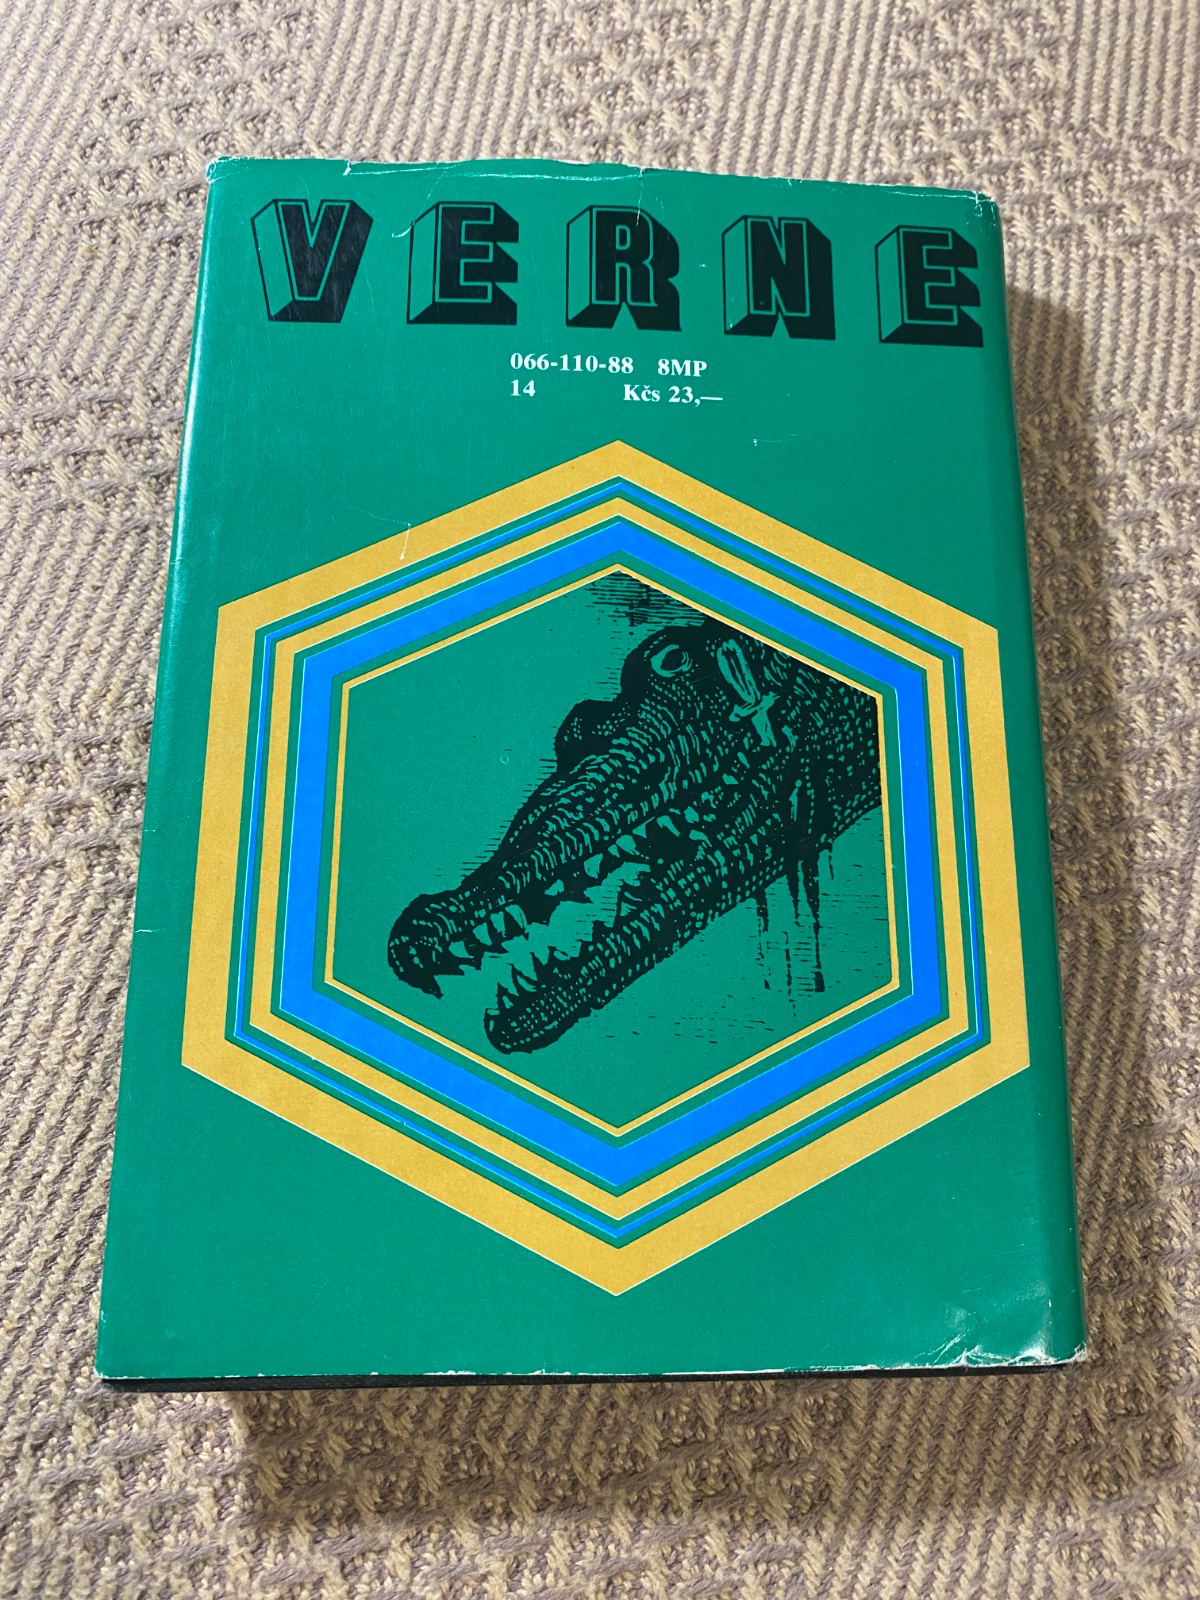 VERNE
066-110-88 8MP
14 Kčs 23,—